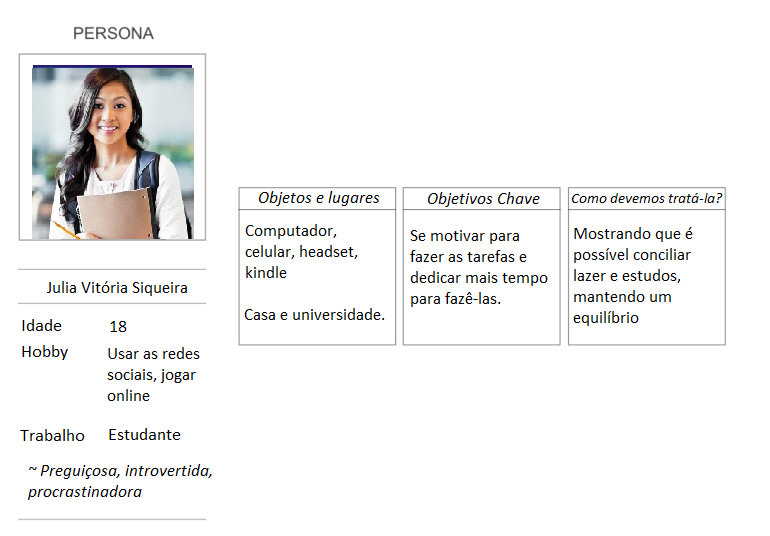 PERSONA
Julia Vitória Siqueira
Idade 18
Hobby Usar as redes
sociais, jogar
online
Trabalho Estudante
~ Preguiçosa, introvertida,
procrastinadora
Objetos e lugares
Computador,
celular, headset,
kindle
Casa e universidade.
Objetivos Chave
Se motivar para
fazer as tarefas e
dedicar mais tempo
para fazê-las.
Como devemos tratá-la?
Mostrando que é
possível conciliar
lazer e estudos,
mantendo um
equilíbrio